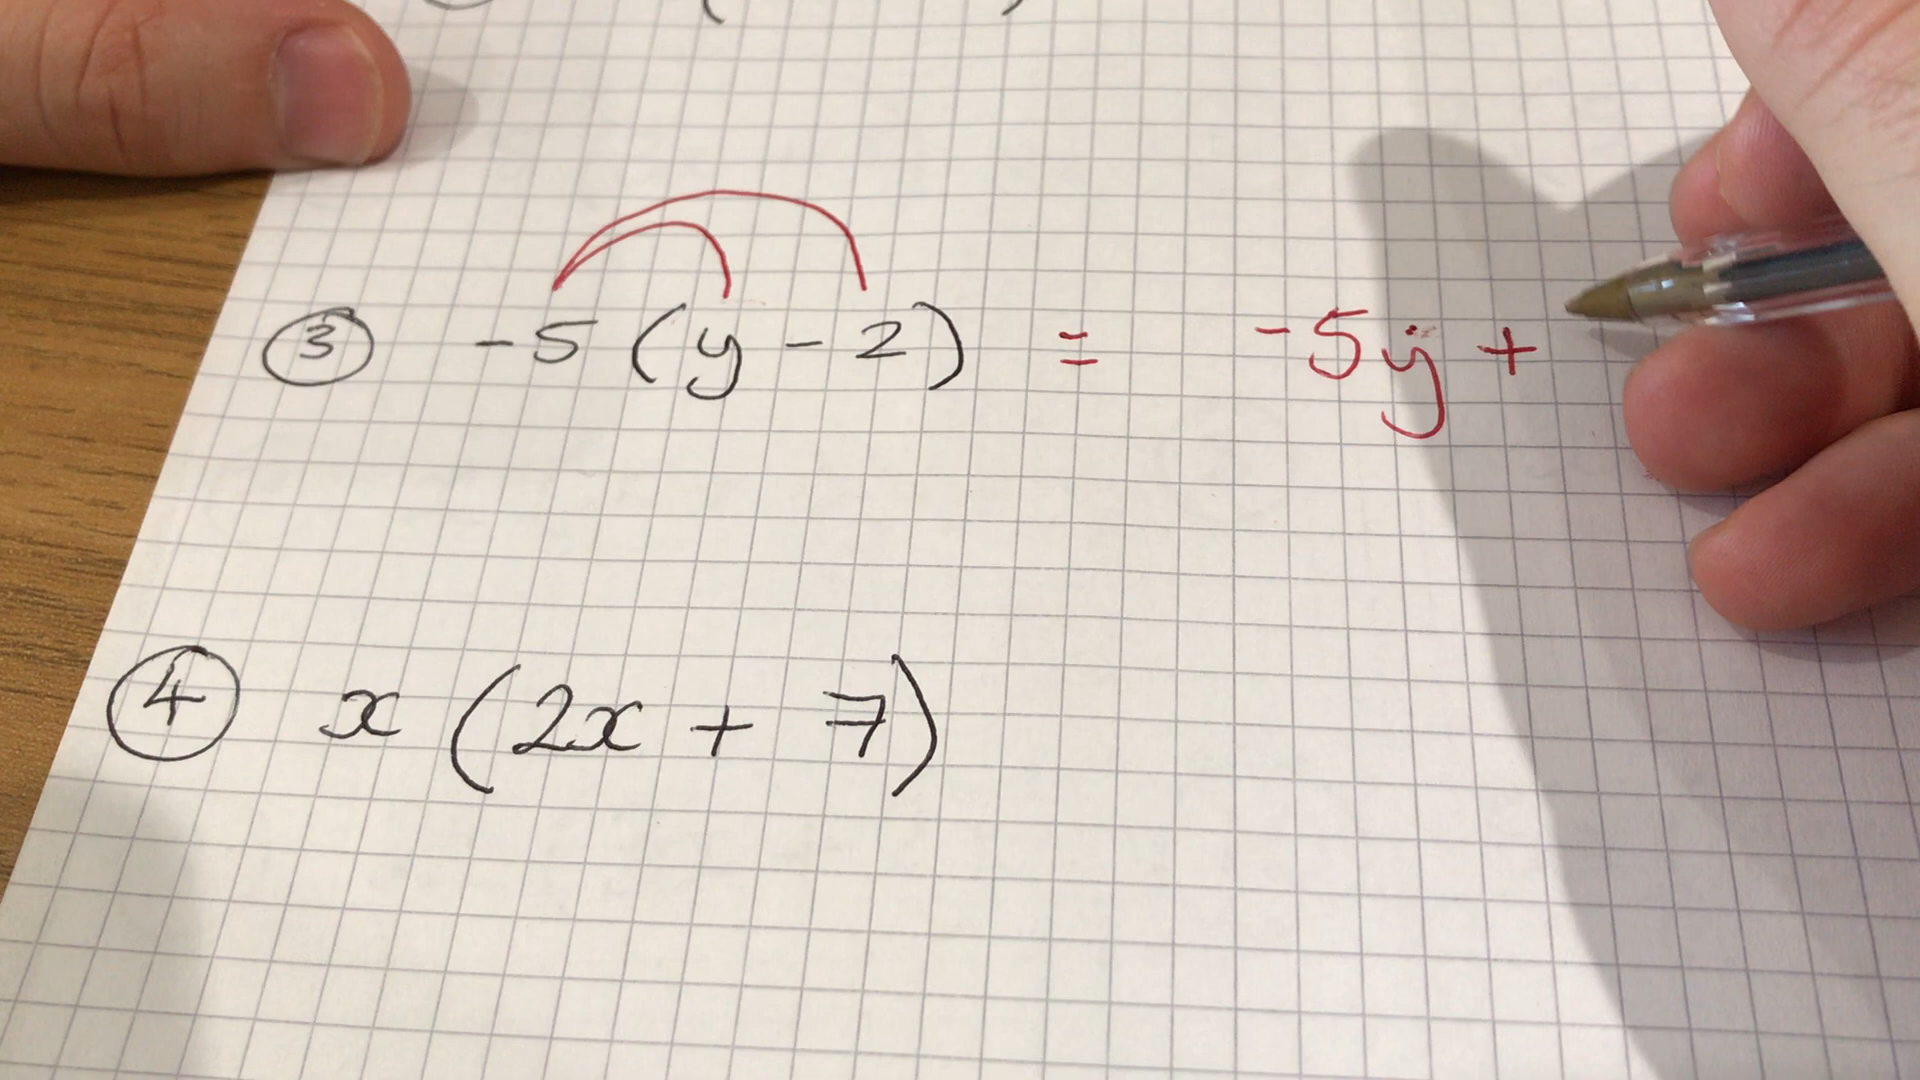 ③ -5 (y - 2) = -5y +
④ x (2x + 7)